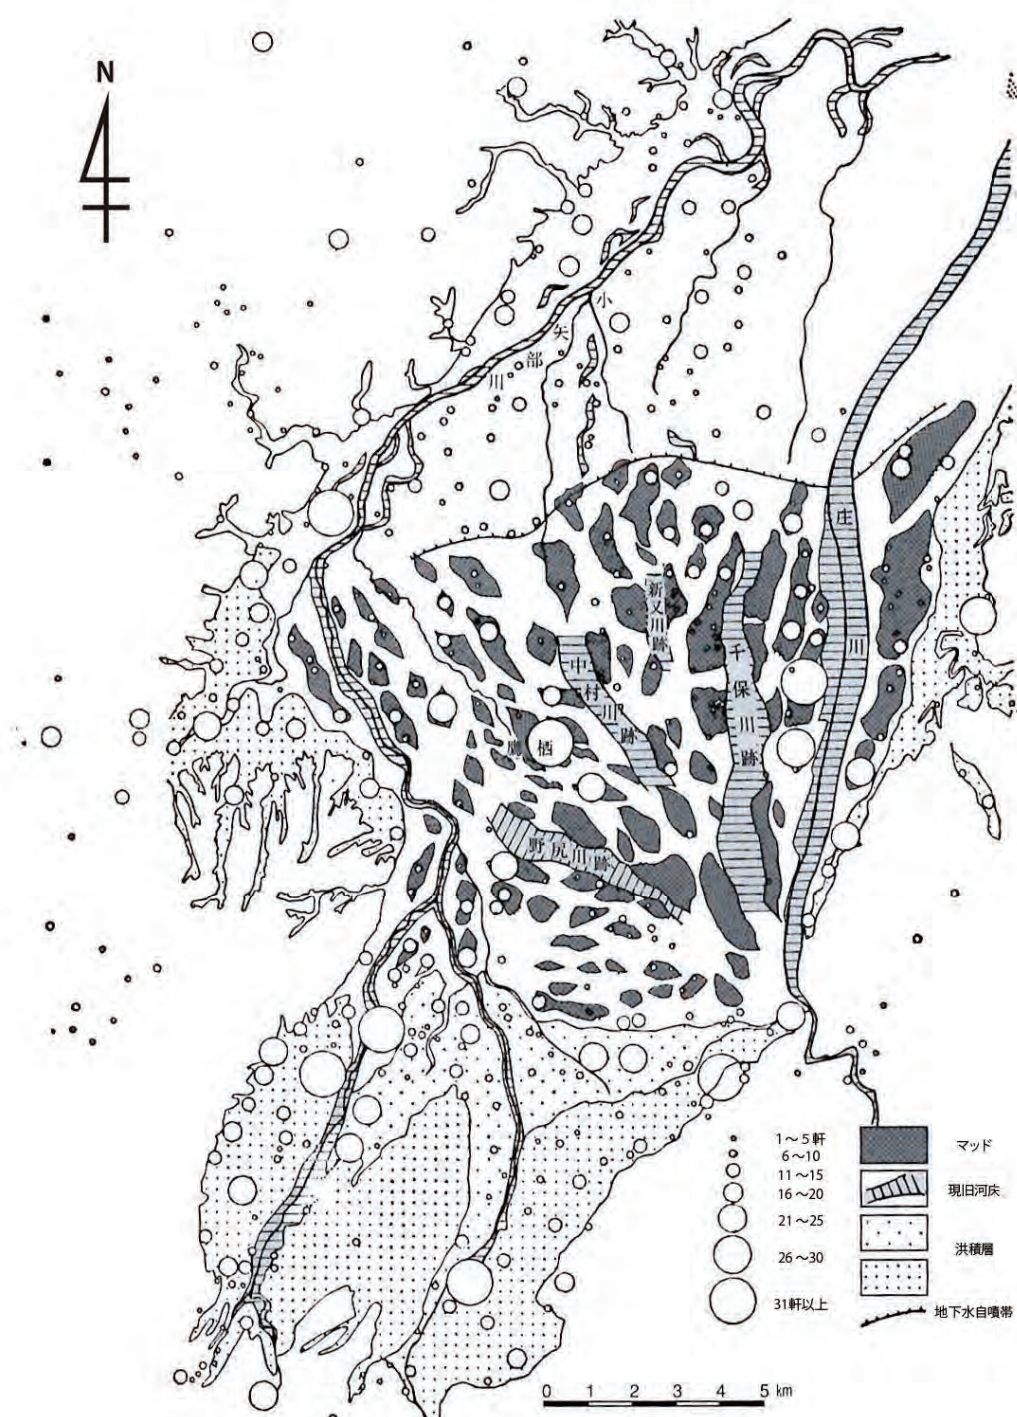 N
小矢部川
庄川
新又川跡
千保川跡
中村川跡
鷹栖
野尻川跡
1～5軒
6～10
11～15
16～20
21～25
26～30
31軒以上
マッド
現旧河床
洪積層
地下水自噴帯
0 1 2 3 4 5 km